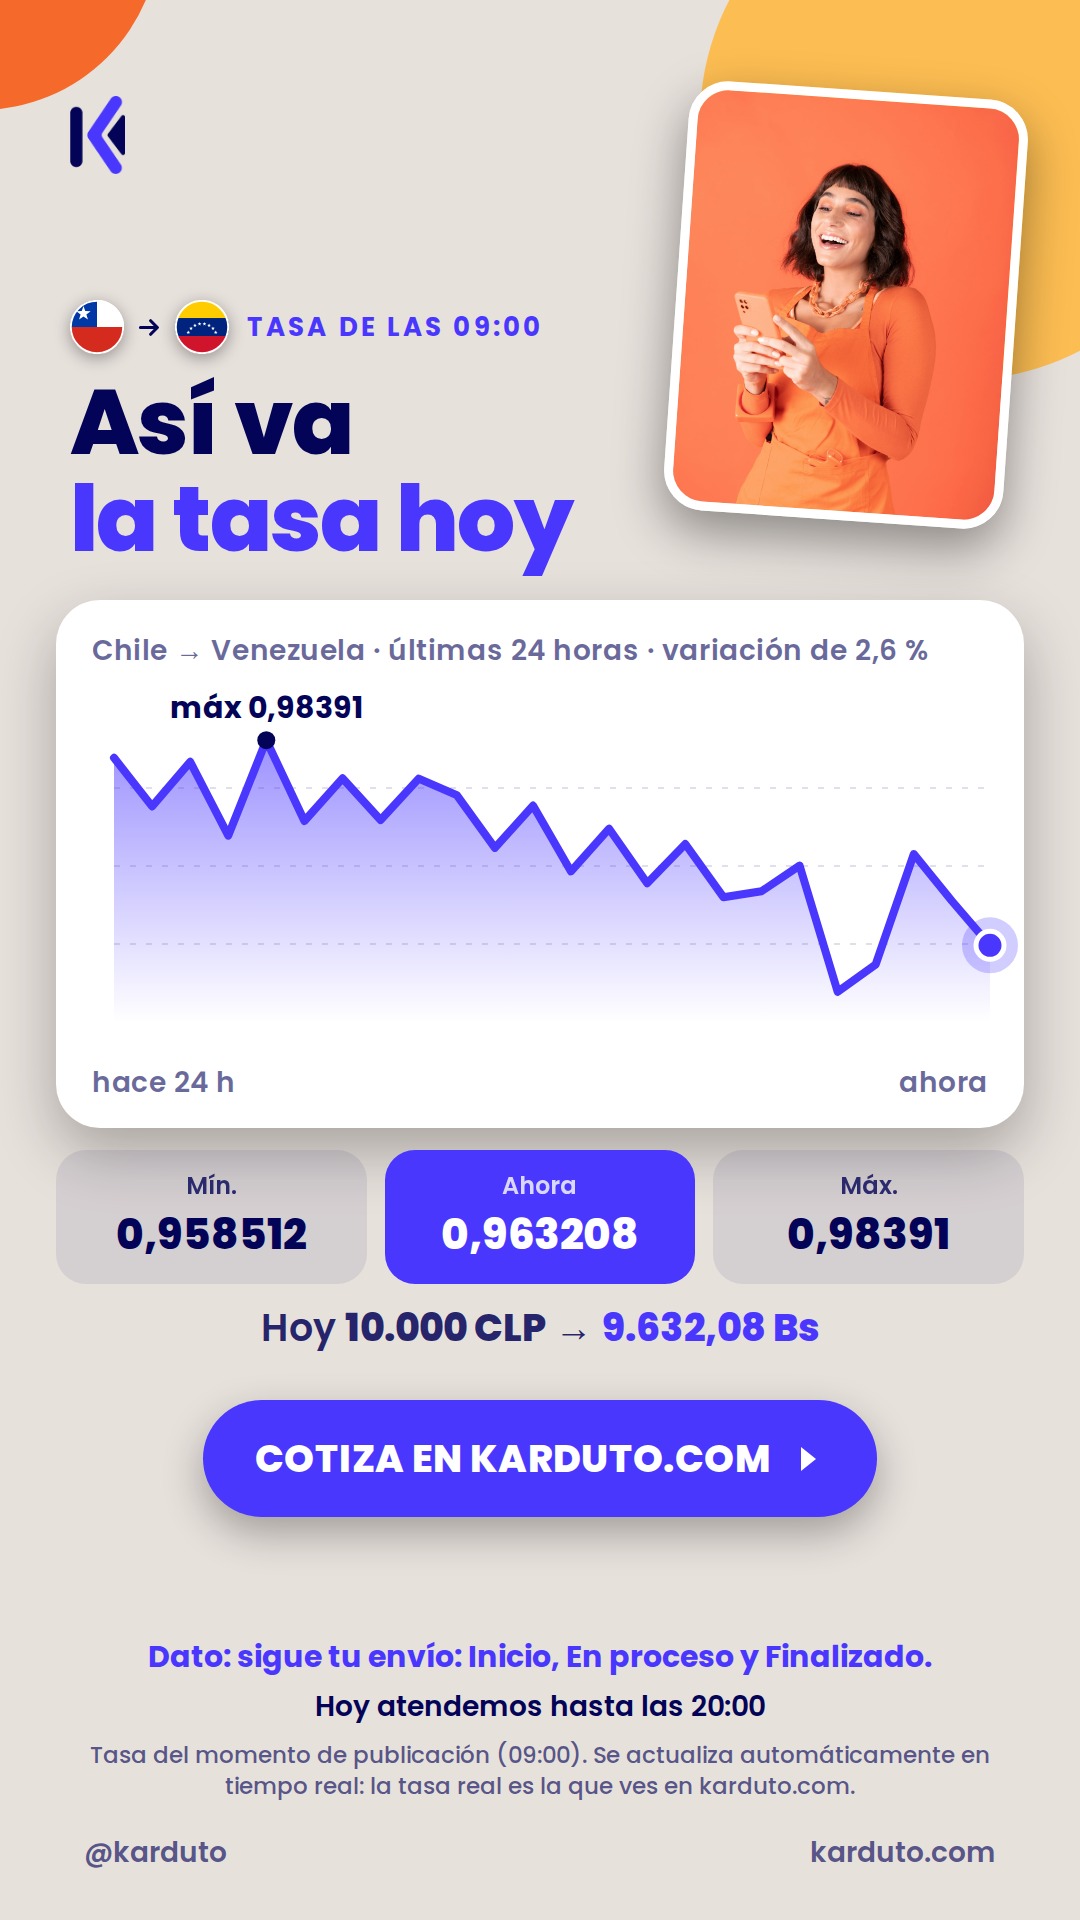 TASA DE LAS 09:00
Así va
la tasa hoy
Chile → Venezuela · últimas 24 horas · variación de 2,6 %
máx 0,98391
hace 24 h
ahora
Mín.
0,958512
Ahora
0,963208
Máx.
0,98391
Hoy 10.000 CLP → 9.632,08 Bs
COTIZA EN KARDUTO.COM
Dato: sigue tu envío: Inicio, En proceso y Finalizado.
Hoy atendemos hasta las 20:00
Tasa del momento de publicación (09:00). Se actualiza automáticamente en
tiempo real: la tasa real es la que ves en karduto.com.
@karduto
karduto.com